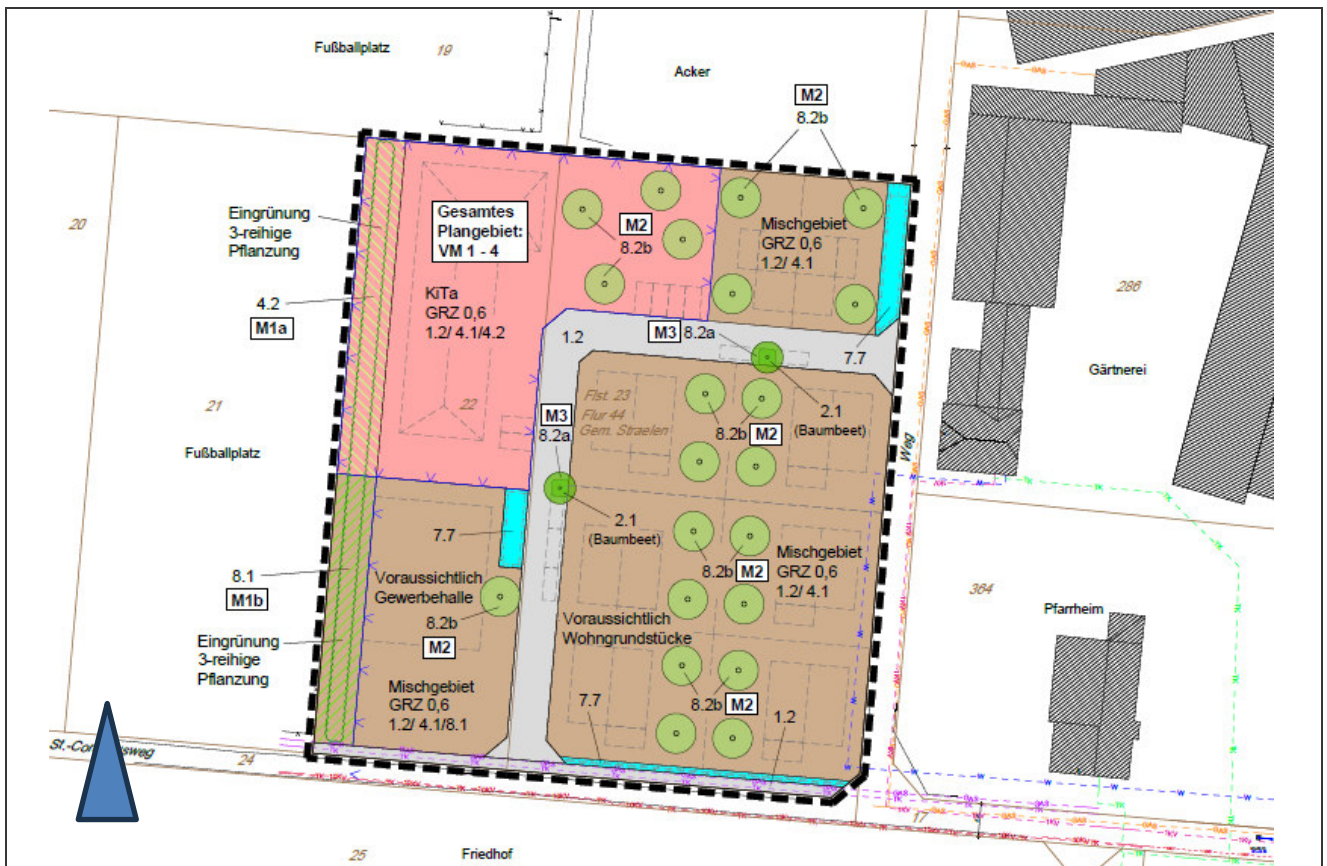 Fußballplatz
19
Acker
M2
8.2b
20
Eingrünung
3-reihige
Pflanzung
Gesamtes
Plangebiet:
VM 1 - 4
M2
8.2b
Mischgebiet
GRZ 0,6
1.2/ 4.1
286
4.2
M1a
KiTa
GRZ 0,6
1.2/ 4.1/4.2
1.2
M3 8.2a
7.7
Gärtnerei
21
22
Flst. 23
Flur 44
Gem. Straelen
M3
8.2a
8.2b M2
2.1
(Baumbeet)
Weg
Fußballplatz
7.7
2.1
(Baumbeet)
8.2b M2
Mischgebiet
GRZ 0,6
1.2/ 4.1
8.1
M1b
Voraussichtlich
Gewerbehalle
8.2b
M2
Voraussichtlich
Wohngrundstücke
364
Pfarrheim
Eingrünung
3-reihige
Pflanzung
Mischgebiet
GRZ 0,6
1.2/ 4.1/8.1
8.2b M2
7.7
1.2
24
17
25
Friedhof